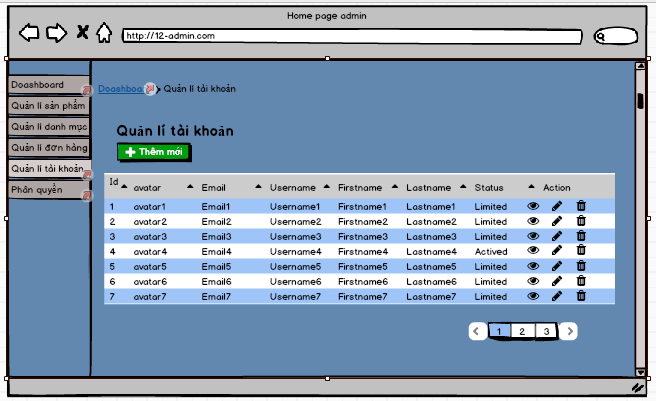 Home page admin
http://12-admin.com
Doashboard
Quản lí sản phẩm
Quản lí danh mục
Quản lí đơn hàng
Quản lí tài khoản
Phân quyền
Doashboa Quản lí tài khoản
Quản lí tài khoản
Thêm mới
Id avatar Email Username Firstname Lastname Status Action
1 avatar1 Email1 Username1 Firstname1 Lastname1 Limited
2 avatar2 Email2 Username2 Firstname2 Lastname2 Limited
3 avatar3 Email3 Username3 Firstname3 Lastname3 Limited
4 avatar4 Email4 Username4 Firstname4 Lastname4 Actived
5 avatar5 Email5 Username5 Firstname5 Lastname5 Limited
6 avatar6 Email6 Username6 Firstname6 Lastname6 Limited
7 avatar7 Email7 Username7 Firstname7 Lastname7 Limited
1 2 3